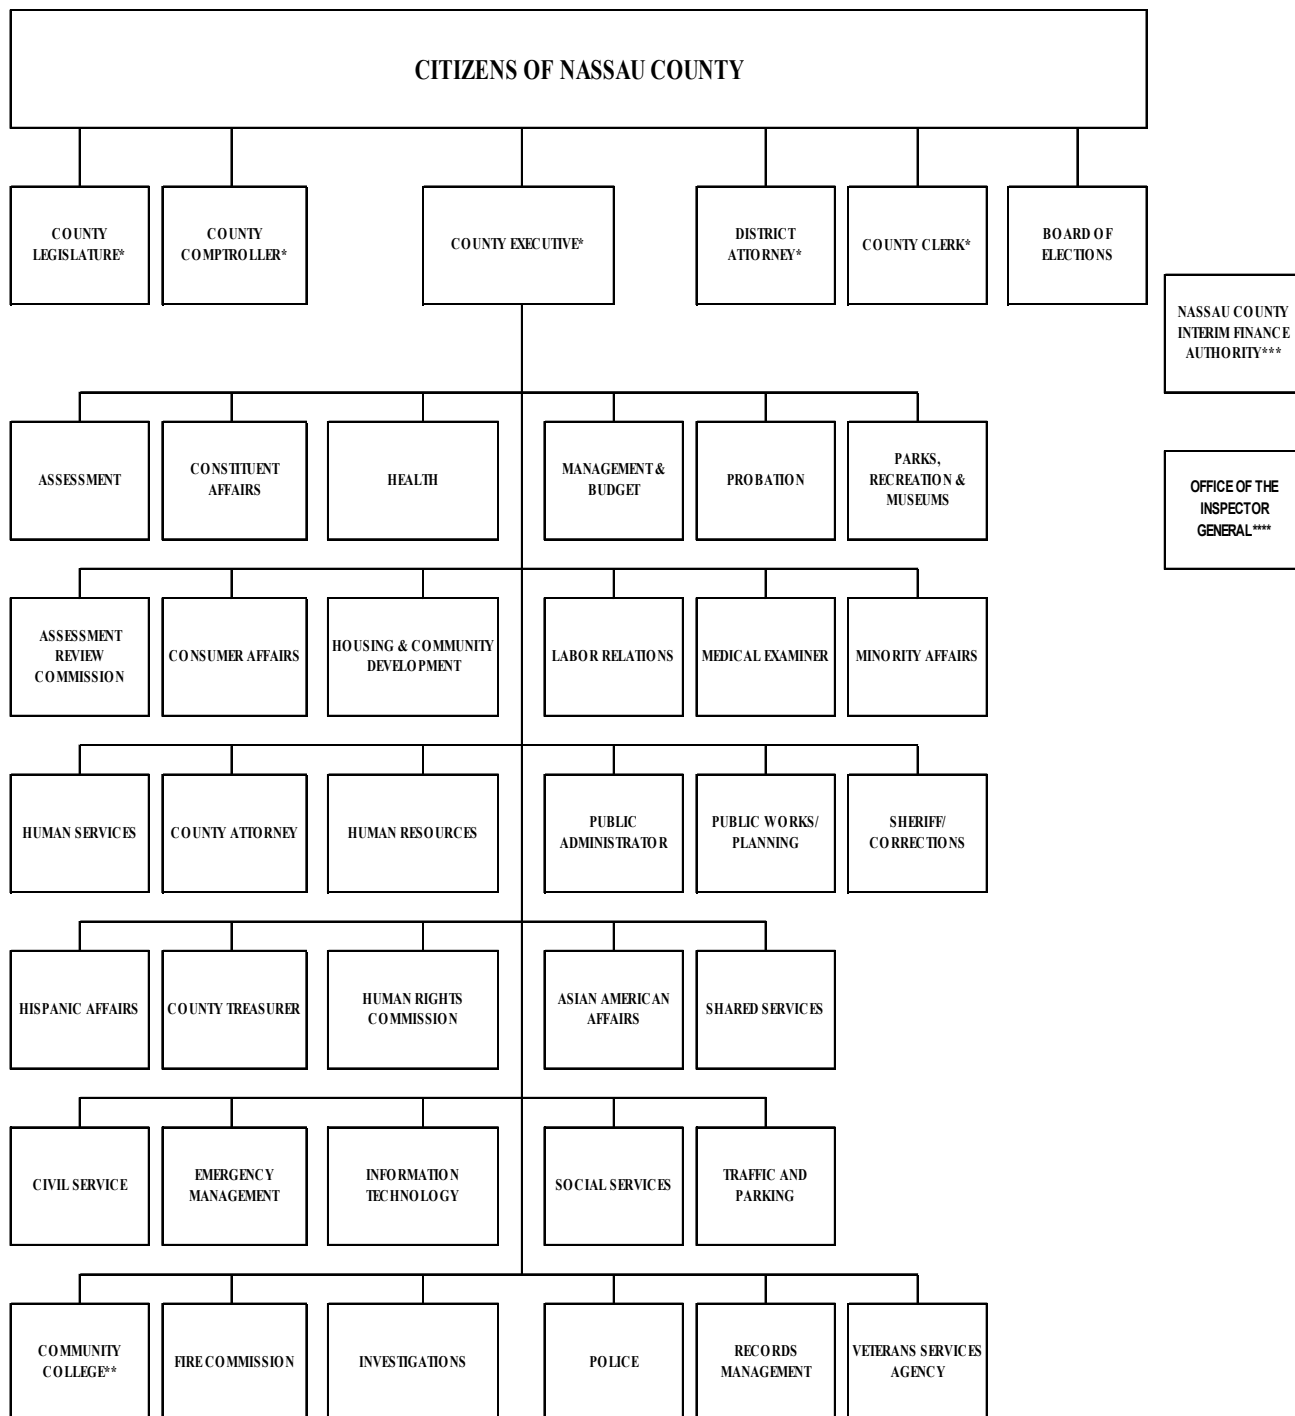 CITIZENS OF NASSAU COUNTY
COUNTY
LEGISLATURE*
COUNTY
COMPTROLLER*
COUNTY EXECUTIVE*
DISTRICT
ATTORNEY*
COUNTY CLERK*
BOARD OF
ELECTIONS
NASSAU COUNTY
INTERIM FINANCE
AUTHORITY***
ASSESSMENT
CONSTITUENT
AFFAIRS
HEALTH
MANAGEMENT &
BUDGET
PROBATION
PARKS,
RECREATION &
MUSEUMS
OFFICE OF THE
INSPECTOR
GENERAL****
ASSESSMENT
REVIEW
COMMISSION
CONSUMER AFFAIRS
HOUSING & COMMUNITY
DEVELOPMENT
LABOR RELATIONS
MEDICAL EXAMINER
MINORITY AFFAIRS
HUMAN SERVICES
COUNTY ATTORNEY
HUMAN RESOURCES
PUBLIC
ADMINISTRATOR
PUBLIC WORKS/
PLANNING
SHERIFF/
CORRECTIONS
HISPANIC AFFAIRS
COUNTY TREASURER
HUMAN RIGHTS
COMMISSION
ASIAN AMERICAN
AFFAIRS
SHARED SERVICES
CIVIL SERVICE
EMERGENCY
MANAGEMENT
INFORMATION
TECHNOLOGY
SOCIAL SERVICES
TRAFFIC AND
PARKING
COMMUNITY
COLLEGE**
FIRE COMMISSION
INVESTIGATIONS
POLICE
RECORDS
MANAGEMENT
VETERANS SERVICES
AGENCY